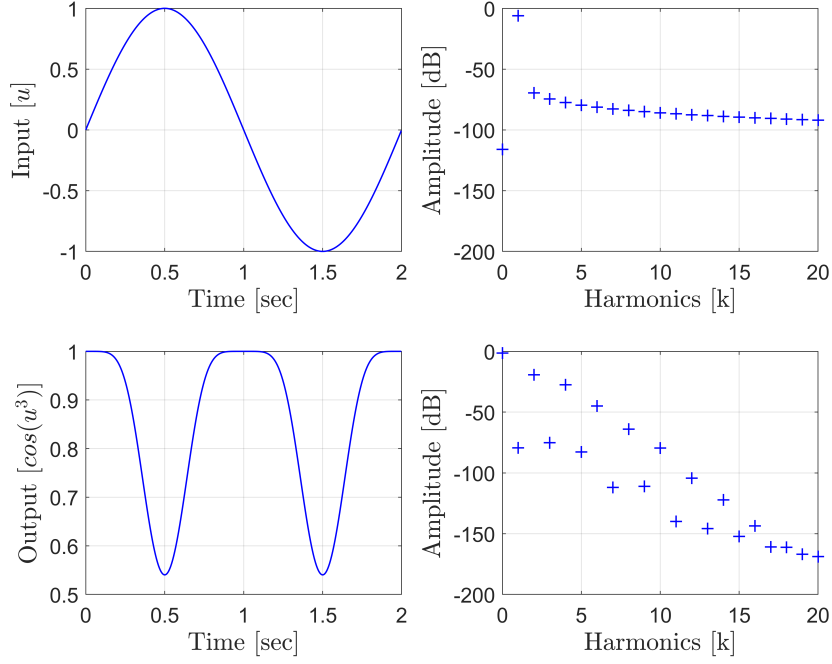 1
0.5
0
-0.5
-1
Input [u]
0 0.5 1 1.5 2
Time [sec]
0
-50
-100
-150
-200
Amplitude [dB]
0 5 10 15 20
Harmonics [k]
1
0.9
0.8
0.7
0.6
0.5
Output [cos(u³)]
0 0.5 1 1.5 2
Time [sec]
0
-50
-100
-150
-200
Amplitude [dB]
0 5 10 15 20
Harmonics [k]